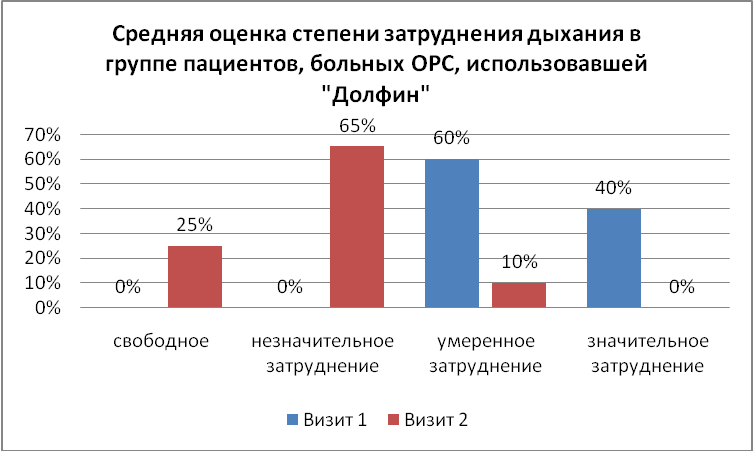 Средняя оценка степени затруднения дыхания в
группе пациентов, больных ОРС, использовавшей
"Долфин"
70%
60%
50%
40%
30%
20%
10%
0%
0%
25%
0%
65%
60%
10%
40%
0%
свободное
незначительное
затруднение
умеренное
затруднение
значительное
затруднение
Визит 1
Визит 2